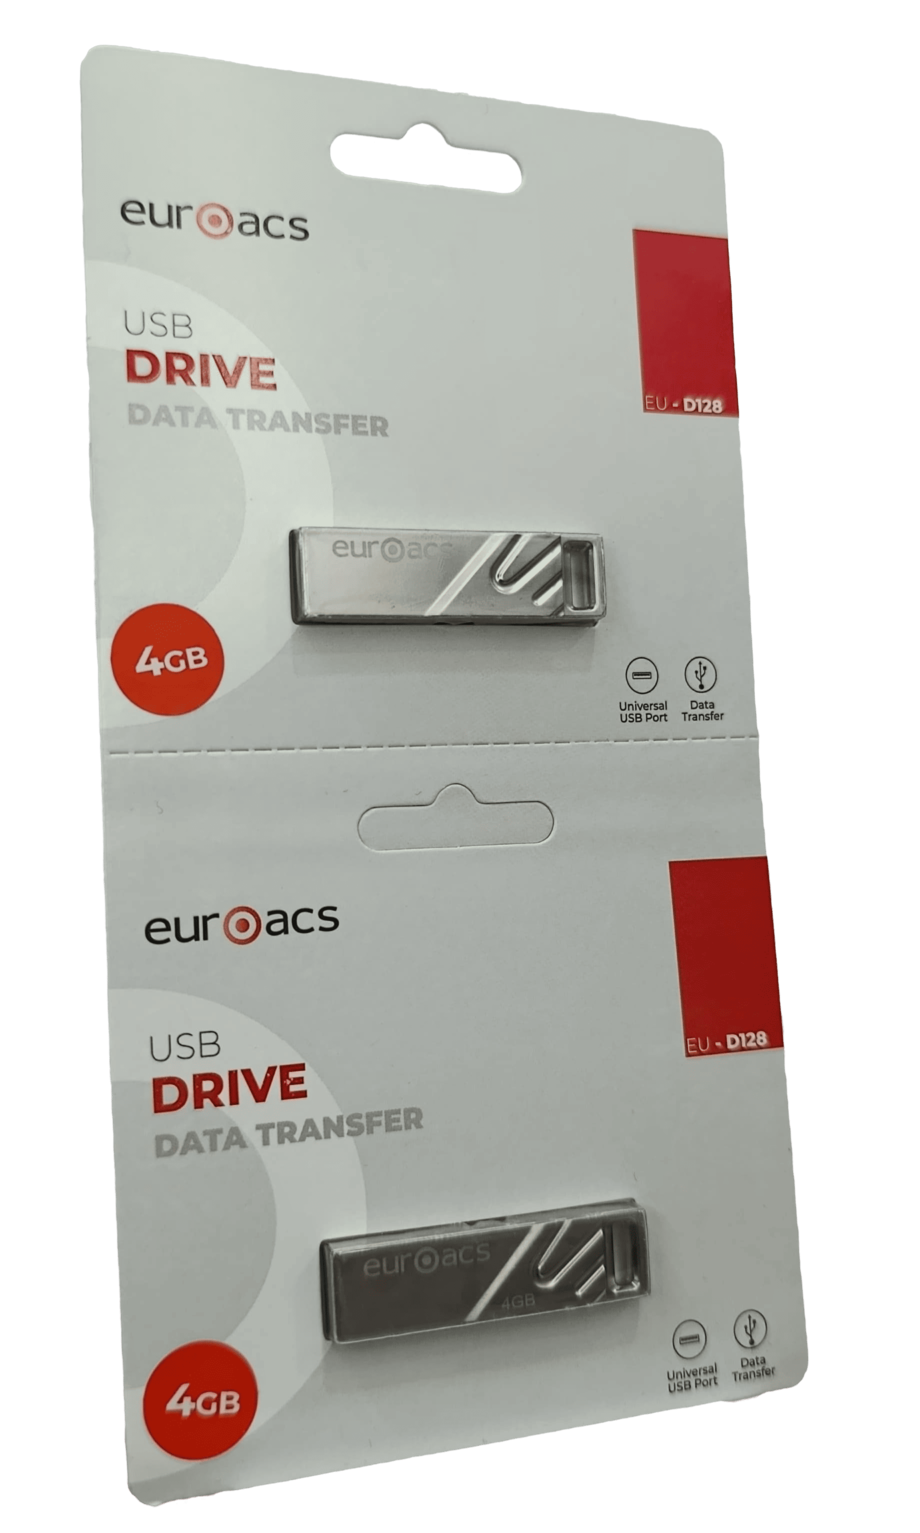 euroacs
USB
DRIVE
DATA TRANSFER
EU - D128
euroacs
4GB
Universal
USB Port
Data
Transfer
euroacs
USB
DRIVE
DATA TRANSFER
EU - D128
euroacs
4GB
4GB
Universal
USB Port
Data
Transfer